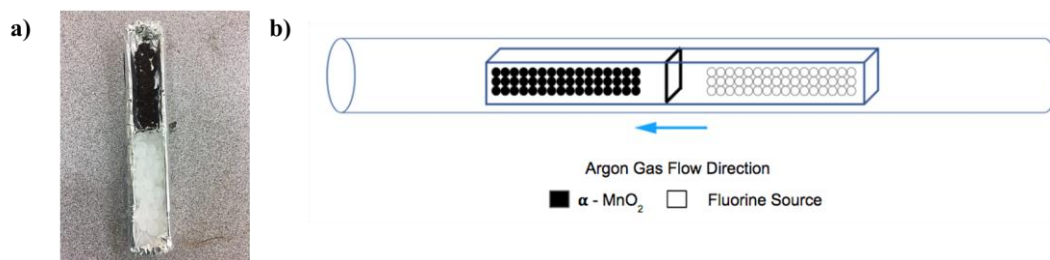 a)
b)
Argon Gas Flow Direction
α - MnO₂ Fluorine Source